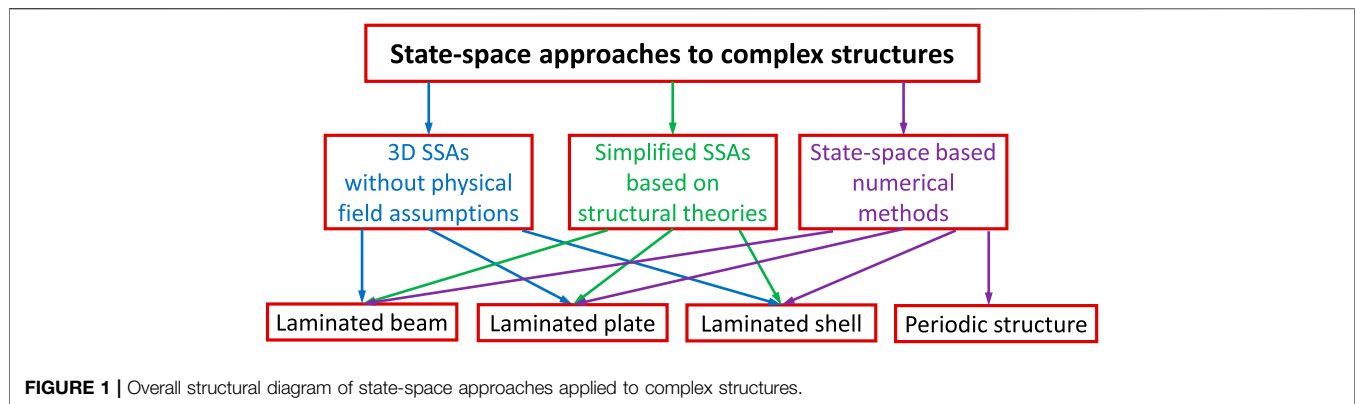 State-space approaches to complex structures
3D SSAs
without physical
field assumptions
Simplified SSAs
based on
structural theories
State-space based
numerical
methods
Laminated beam
Laminated plate
Laminated shell
Periodic structure
FIGURE 1 | Overall structural diagram of state-space approaches applied to complex structures.